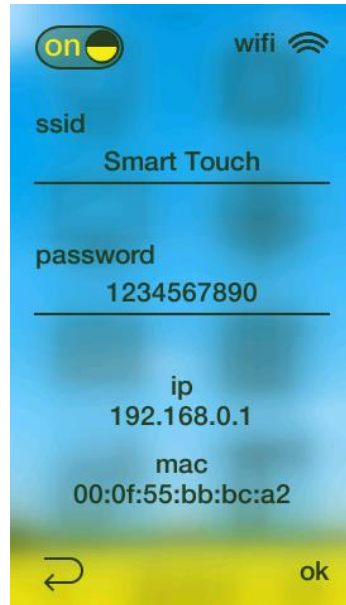 on
wifi
ssid
Smart Touch
password
1234567890
ip
192.168.0.1
mac
00:0f:55:bb:bc:a2
ok